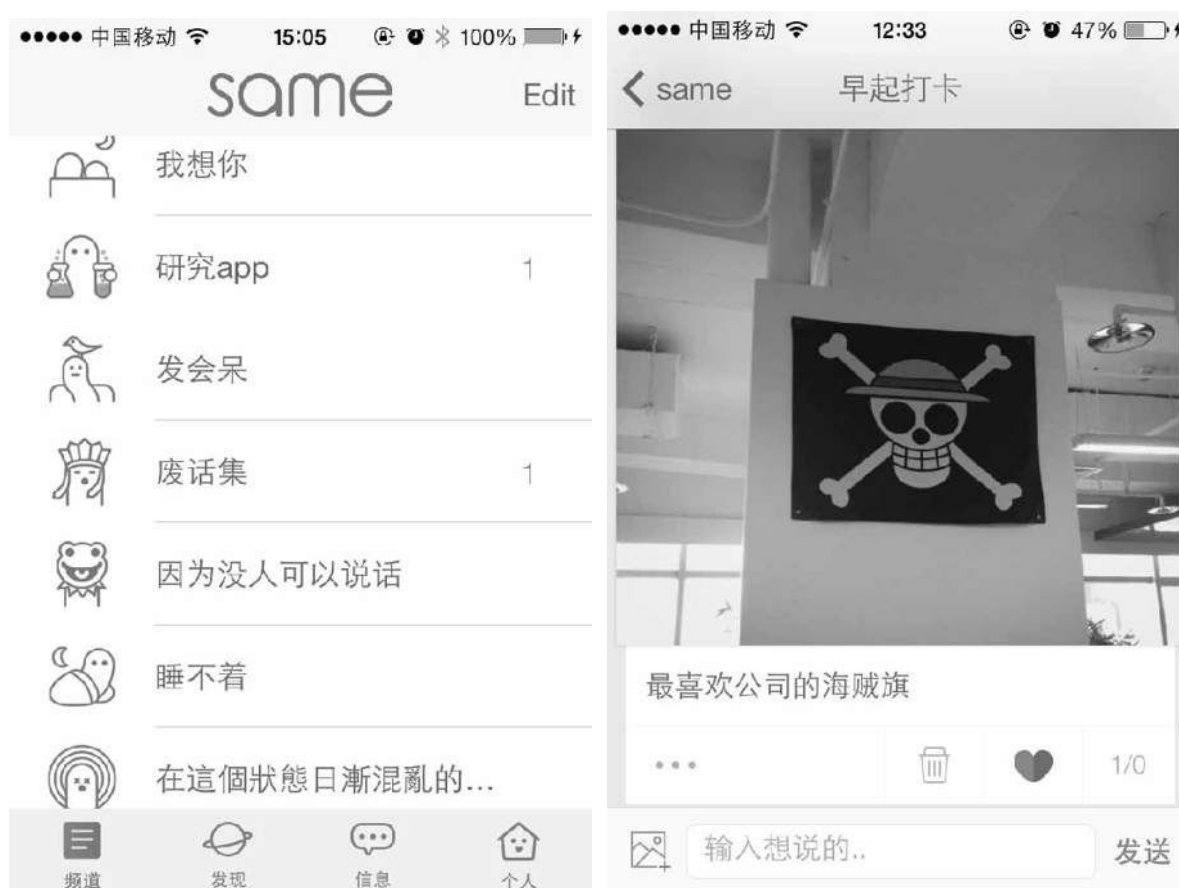 中国移动 15:05 100%
same Edit
我想你
研究app 1
发会呆
废话集 1
因为没人可以说话
睡不着
在這個狀態日漸混亂的...
频道 发现 信息 个人
中国移动 12:33 47%
same 早起打卡
最喜欢公司的海贼旗
1/0
输入想说的.. 发送